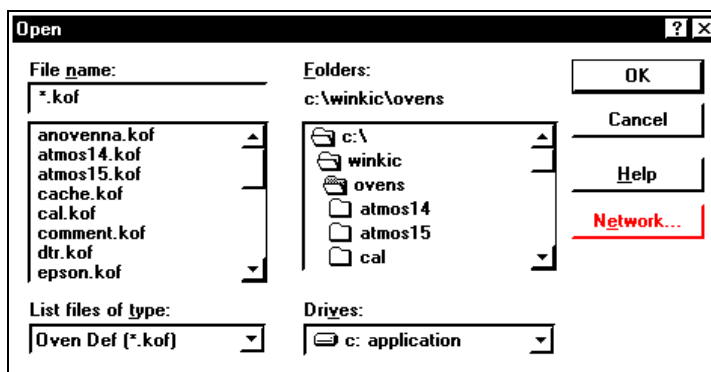 Open
File name:
*.kof
anovenna.kof
atmos14.kof
atmos15.kof
cache.kof
cal.kof
comment.kof
dtr.kof
epson.kof
List files of type:
Oven Def (*.kof)
Folders:
c:\winkic\ovens
c:\
winkic
ovens
atmos14
atmos15
cal
Drives:
c: application
OK
Cancel
Help
Network...